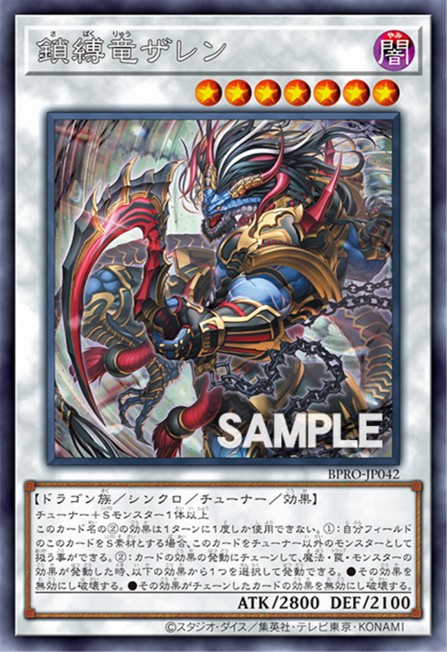 鎖縛竜ザレン
闇
SAMPLE
BPRO-JP042
【ドラゴン族/シンクロ/チューナー/効果】
チューナー+Sモンスター1体以上
このカード名の②の効果は1ターンに1度しか使用できない。①:自分フィールド
のこのカードをS素材とする場合、このカードをチューナー以外のモンスターとして
扱う事ができる。②:カードの効果の発動にチェーンして、魔法・罠・モンスターの
効果が発動した時、以下の効果から1つを選択して発動できる。●その効果を
無効にし破壊する。●その効果がチェーンしたカードの効果を無効にし破壊する。
ATK/2800 DEF/2100
©スタジオ・ダイス/集英社・テレビ東京・KONAMI